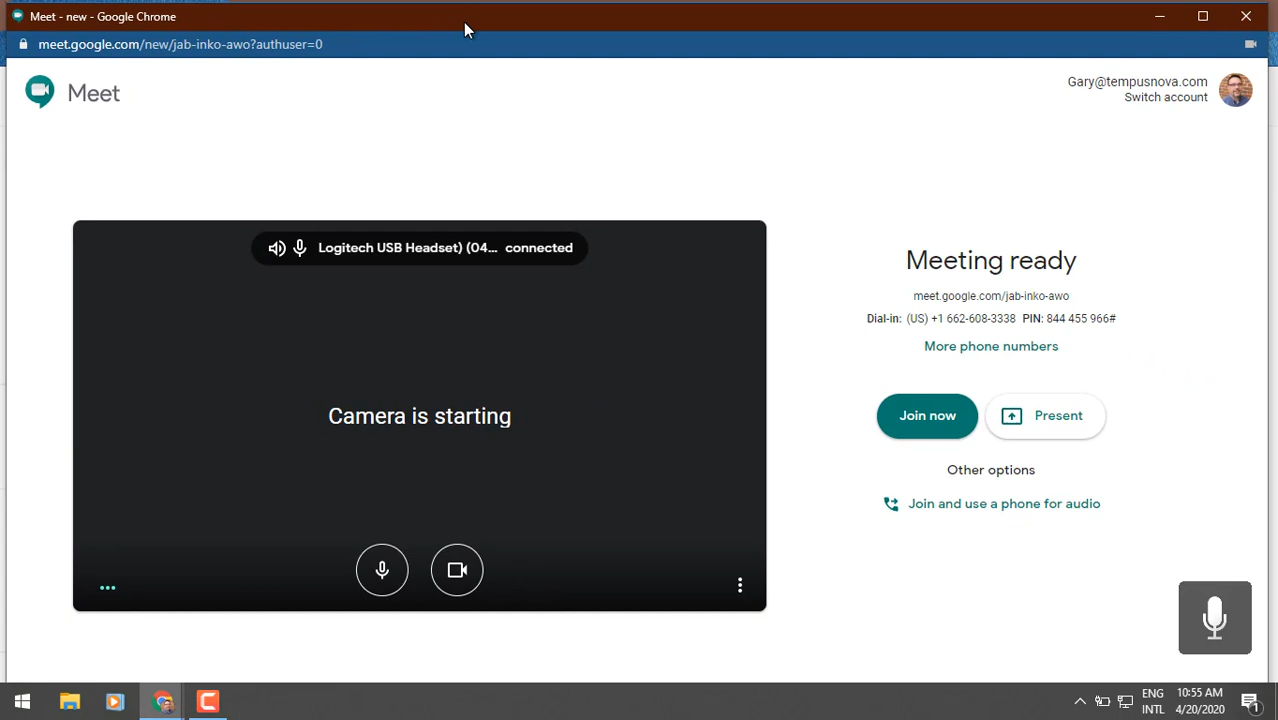 Meet - new - Google Chrome
meet.google.com/new/jab-inko-awo?authuser=0
Meet
Gary@tempusnova.com
Switch account
Logitech USB Headset) (04... connected
Camera is starting
Meeting ready
meet.google.com/jab-inko-awo
Dial-in: (US) +1 662-608-3338 PIN: 844 455 966#
More phone numbers
Join now
Present
Other options
Join and use a phone for audio
ENG
INTL
10:55 AM
4/20/2020
1